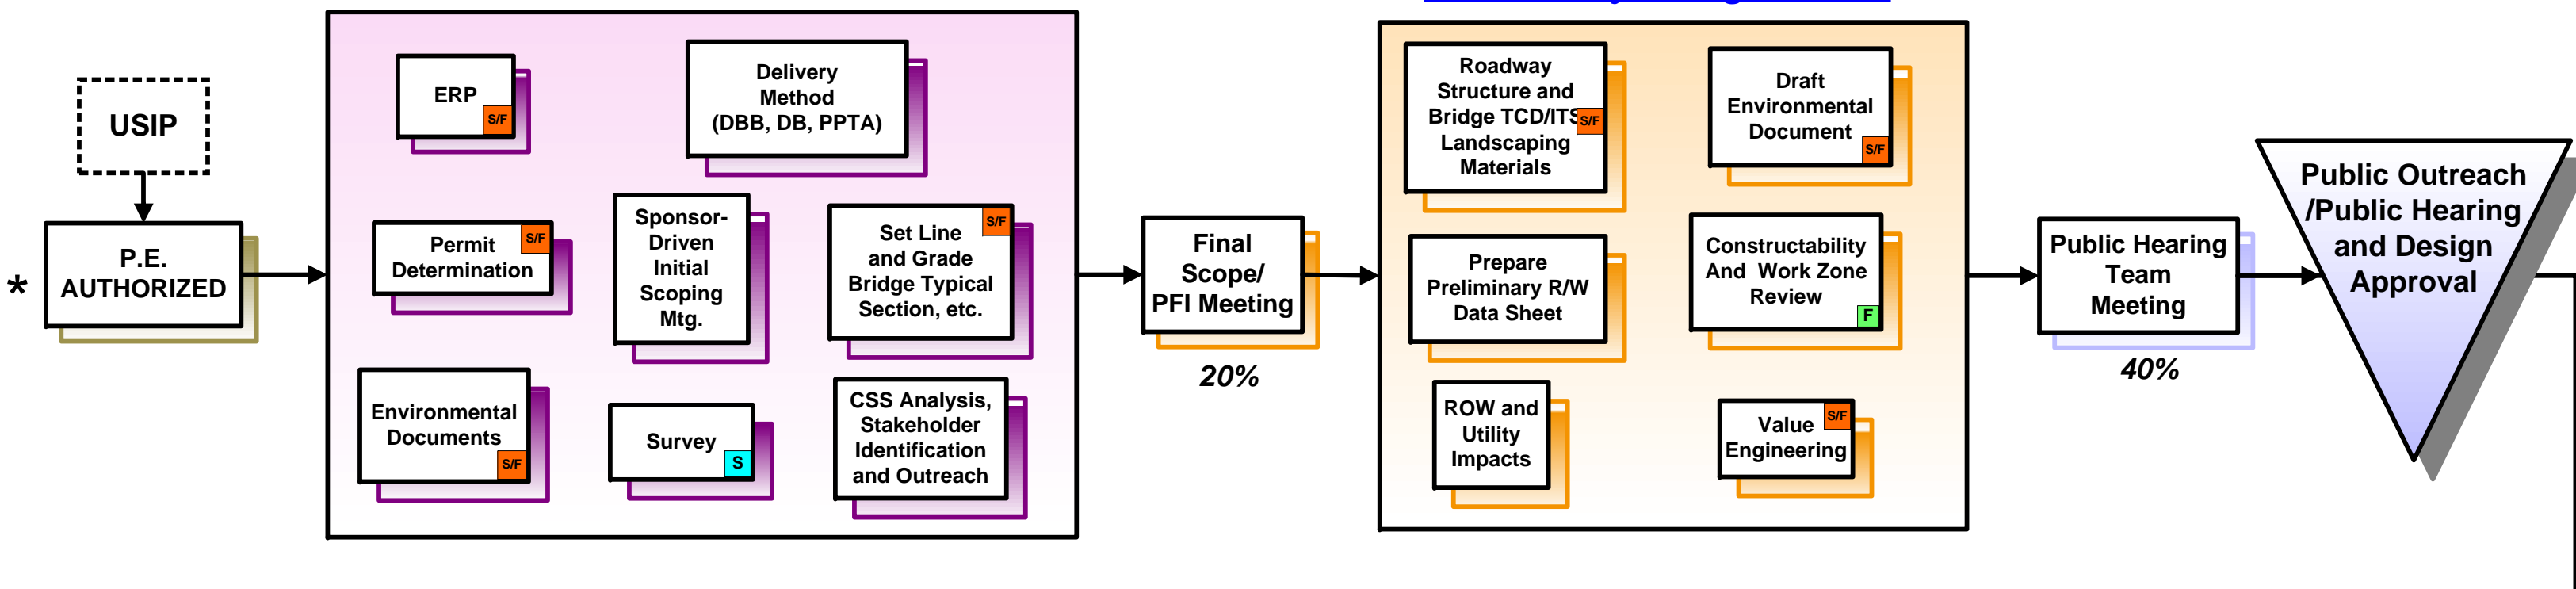 USIP
*
P.E.
AUTHORIZED
ERP
S/F
Delivery
Method
(DBB, DB, PPTA)
Permit
Determination
S/F
Sponsor-
Driven
Initial
Scoping
Mtg.
Set Line
and Grade
Bridge Typical
Section, etc.
S/F
Environmental
Documents
S/F
Survey
S
CSS Analysis,
Stakeholder
Identification
and Outreach
Final
Scope/
PFI Meeting
20%
Roadway
Structure and
Bridge TCD/ITS
Landscaping
Materials
S/F
Draft
Environmental
Document
S/F
Prepare
Preliminary R/W
Data Sheet
Constructability
And Work Zone
Review
F
ROW and
Utility
Impacts
Value
Engineering
S/F
Public Hearing
Team
Meeting
40%
Public Outreach
/Public Hearing
and Design
Approval